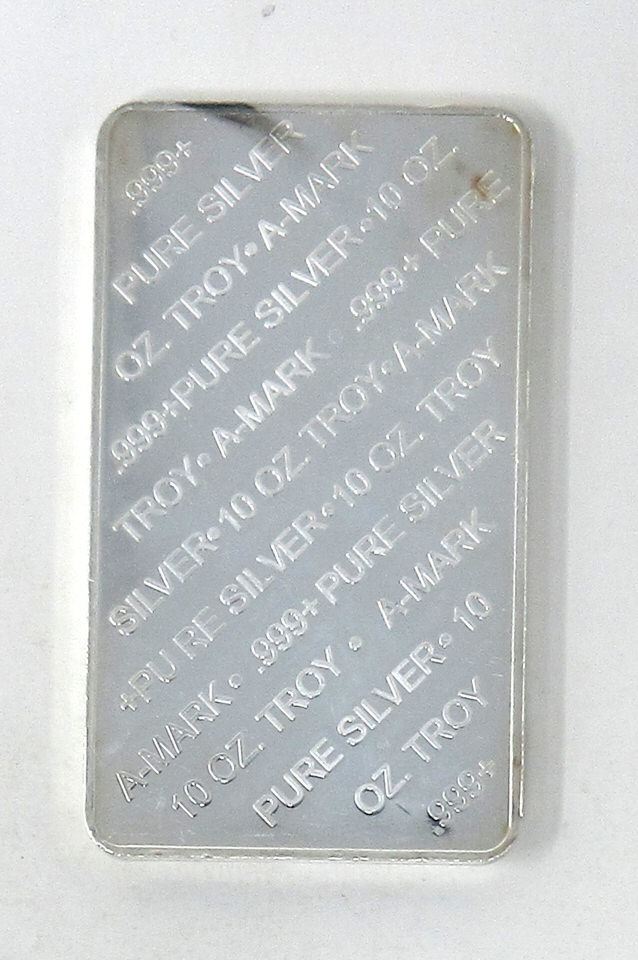 .999+
PURE SILVER
OZ. TROY• A-MARK
.999+PURE SILVER•10 OZ.
TROY• A-MARK • .999+ PURE
SILVER•10 OZ. TROY•A-MARK
+PU RE SILVER•10 OZ. TROY
A-MARK• .999+ PURE SILVER
10 OZ. TROY • A-MARK
PURE SILVER• 10
OZ. TROY
.999+